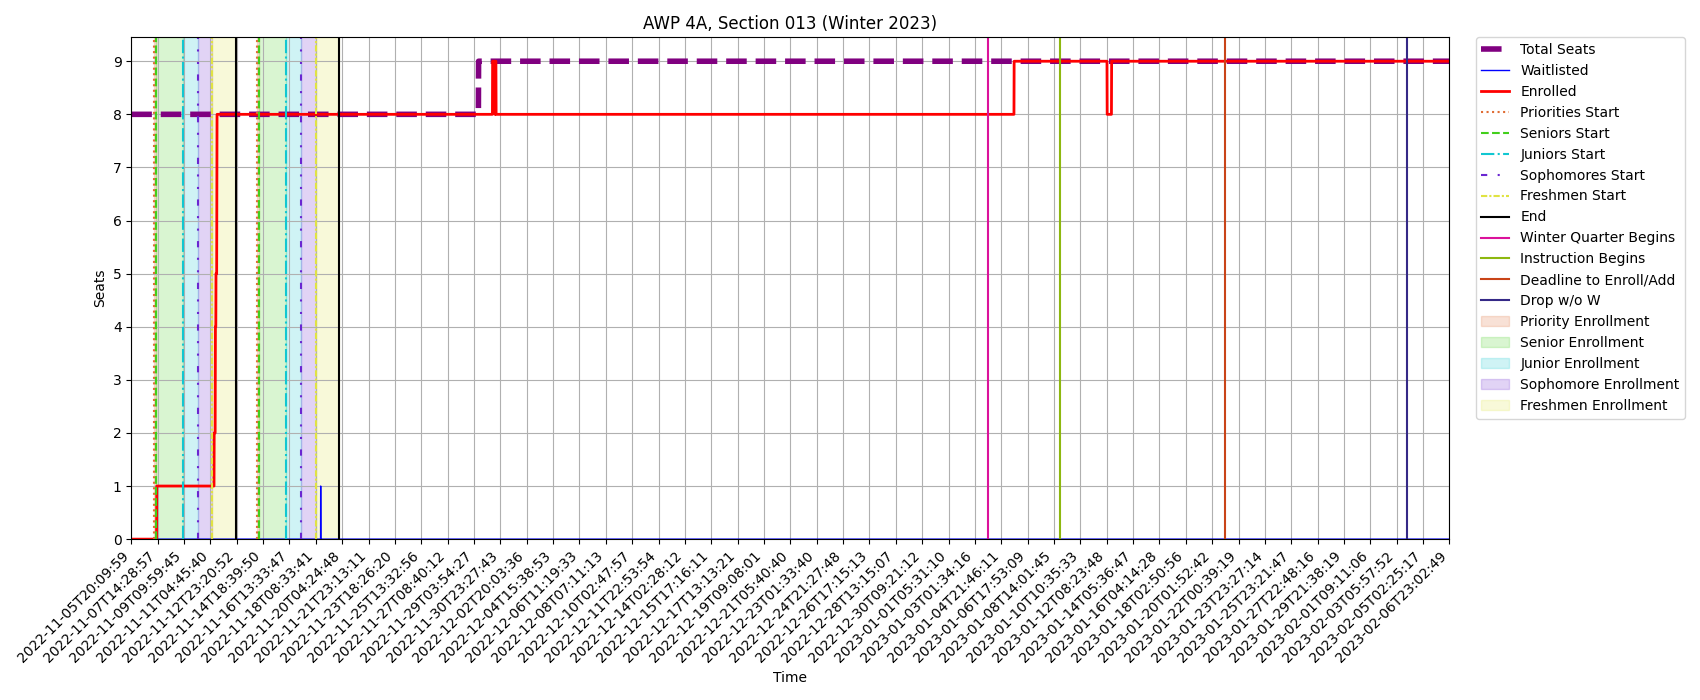 AWP 4A, Section 013 (Winter 2023)
Seats
9
8
7
6
5
4
3
2
1
0
2022-11-05T20:09:59
2022-11-07T14:28:57
2022-11-09T09:59:45
2022-11-11T04:45:40
2022-11-12T23:20:52
2022-11-14T18:39:50
2022-11-16T13:33:47
2022-11-18T08:33:41
2022-11-20T04:24:48
2022-11-21T23:13:11
2022-11-23T18:26:20
2022-11-25T13:32:56
2022-11-27T08:40:12
2022-11-29T03:54:27
2022-11-30T23:27:43
2022-12-02T20:03:36
2022-12-04T15:38:53
2022-12-06T11:19:33
2022-12-08T07:11:13
2022-12-10T02:47:57
2022-12-11T22:53:54
2022-12-14T02:28:12
2022-12-15T17:16:11
2022-12-17T13:13:21
2022-12-19T09:08:01
2022-12-21T05:40:40
2022-12-23T01:33:40
2022-12-24T21:27:48
2022-12-26T17:15:13
2022-12-28T13:15:07
2022-12-30T09:21:12
2023-01-01T05:31:10
2023-01-03T01:34:16
2023-01-04T21:46:11
2023-01-06T17:53:09
2023-01-08T14:01:45
2023-01-10T10:35:33
2023-01-12T08:23:48
2023-01-14T05:36:47
2023-01-16T04:14:28
2023-01-18T02:50:56
2023-01-20T01:52:42
2023-01-22T00:39:19
2023-01-23T23:27:14
2023-01-25T23:21:47
2023-01-27T22:48:16
2023-01-29T21:38:19
2023-02-01T09:11:06
2023-02-03T05:57:52
2023-02-05T02:25:17
2023-02-06T23:02:49
Time
Total Seats
Waitlisted
Enrolled
Priorities Start
Seniors Start
Juniors Start
Sophomores Start
Freshmen Start
End
Winter Quarter Begins
Instruction Begins
Deadline to Enroll/Add
Drop w/o W
Priority Enrollment
Senior Enrollment
Junior Enrollment
Sophomore Enrollment
Freshmen Enrollment